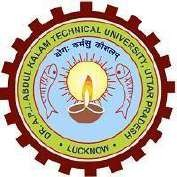 DR. A.P.J. ABDUL KALAM TECHNICAL UNIVERSITY, UTTAR PRADESH
योगः कर्मसु कौशलम्
LUCKNOW